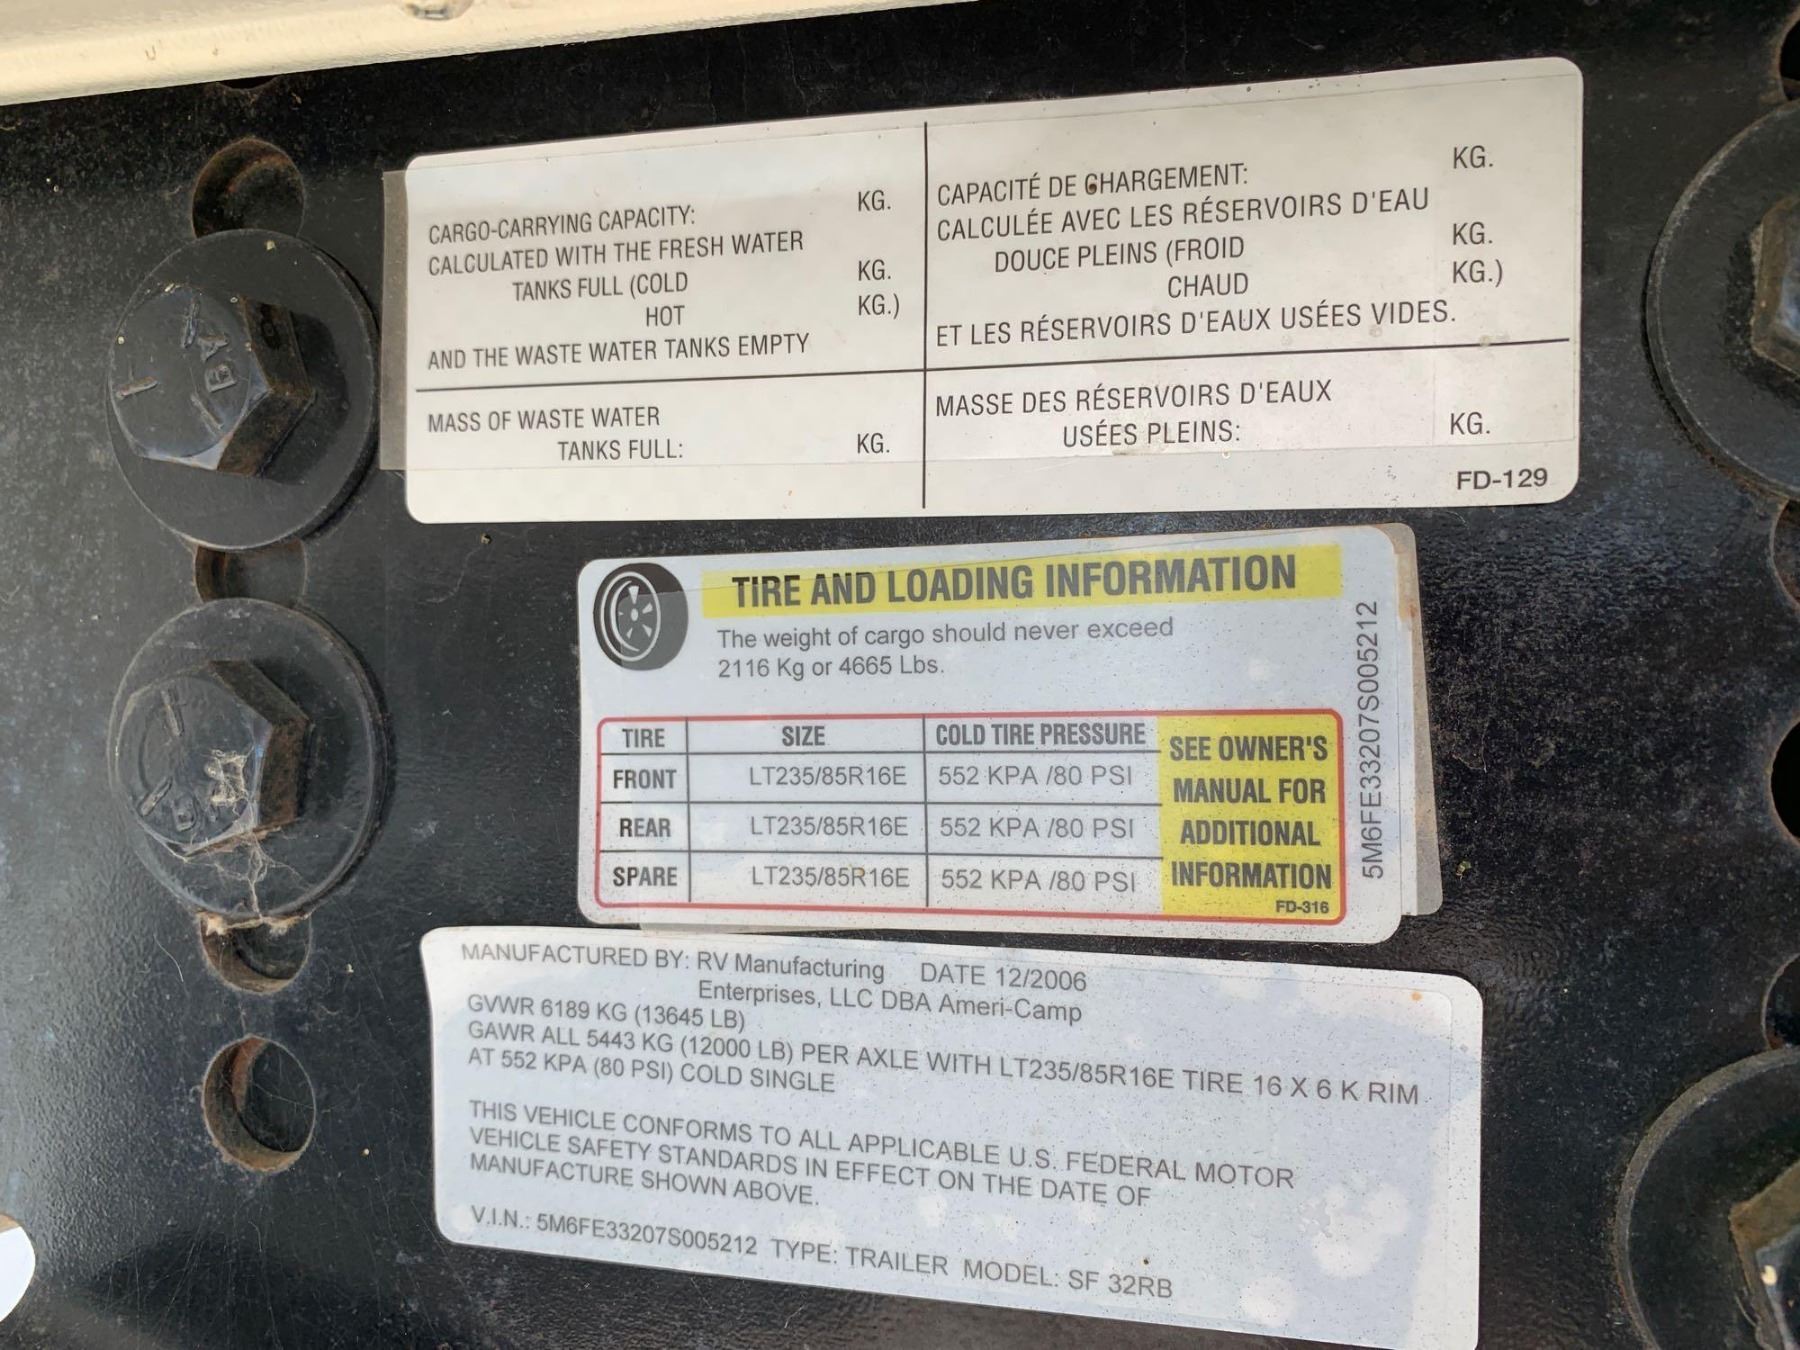 CARGO-CARRYING CAPACITY: KG.
CALCULATED WITH THE FRESH WATER
TANKS FULL (COLD KG.
HOT KG.)
AND THE WASTE WATER TANKS EMPTY
MASS OF WASTE WATER
TANKS FULL: KG.
CAPACITÉ DE CHARGEMENT: KG.
CALCULÉE AVEC LES RÉSERVOIRS D'EAU
DOUCE PLEINS (FROID KG.
CHAUD KG.)
ET LES RÉSERVOIRS D'EAUX USÉES VIDES.
MASSE DES RÉSERVOIRS D'EAUX
USÉES PLEINS: KG.
FD-129
TIRE AND LOADING INFORMATION
The weight of cargo should never exceed
2116 Kg or 4665 Lbs.
TIRE SIZE COLD TIRE PRESSURE
FRONT LT235/85R16E 552 KPA /80 PSI
REAR LT235/85R16E 552 KPA /80 PSI
SPARE LT235/85R16E 552 KPA /80 PSI
SEE OWNER'S
MANUAL FOR
ADDITIONAL
INFORMATION
FD-316
5M6FE33207S005212
MANUFACTURED BY: RV Manufacturing DATE 12/2006
Enterprises, LLC DBA Ameri-Camp
GVWR 6189 KG (13645 LB)
GAWR ALL 5443 KG (12000 LB) PER AXLE WITH LT235/85R16E TIRE 16 X 6 K RIM
AT 552 KPA (80 PSI) COLD SINGLE
THIS VEHICLE CONFORMS TO ALL APPLICABLE U.S. FEDERAL MOTOR
VEHICLE SAFETY STANDARDS IN EFFECT ON THE DATE OF
MANUFACTURE SHOWN ABOVE.
V.I.N.: 5M6FE33207S005212 TYPE: TRAILER MODEL: SF 32RB